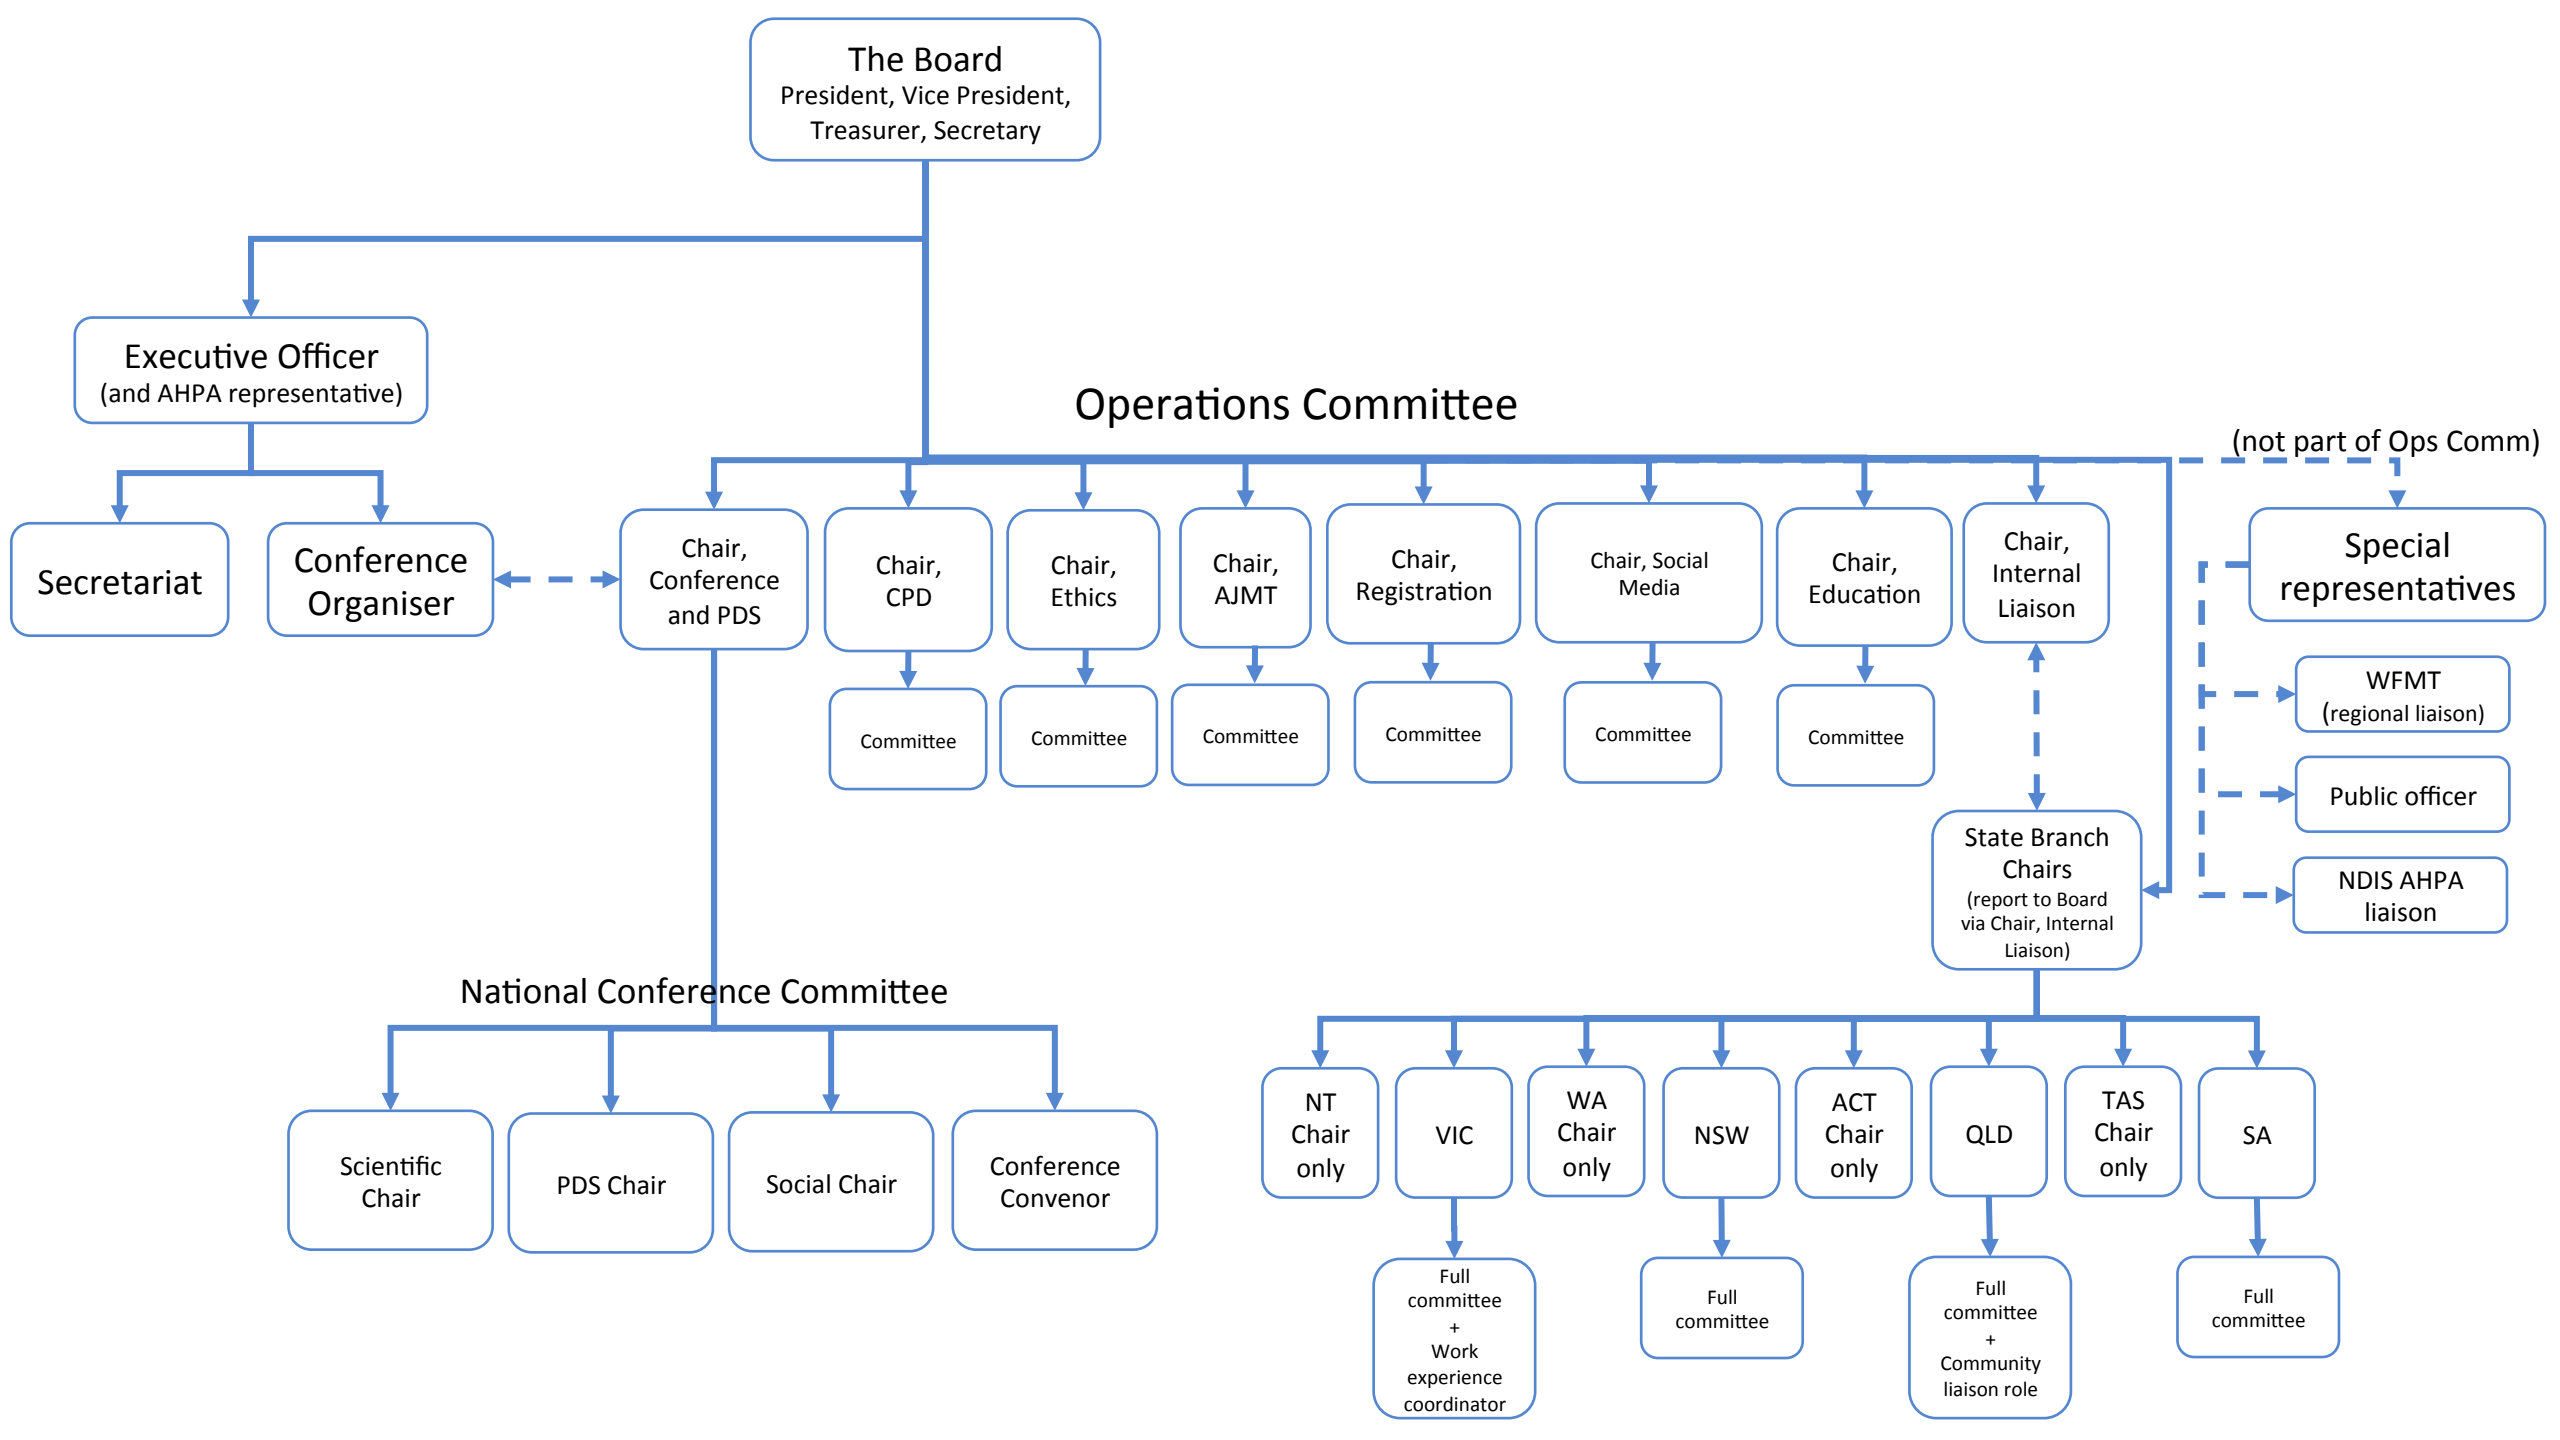 The Board
President, Vice President,
Treasurer, Secretary
Executive Officer
(and AHPA representative)
Operations Committee
(not part of Ops Comm)
Secretariat
Conference
Organiser
Chair,
Conference
and PDS
Chair,
CPD
Chair,
Ethics
Chair,
AJMT
Chair,
Registration
Chair, Social
Media
Chair,
Education
Chair,
Internal
Liaison
Special
representatives
Committee
Committee
Committee
Committee
Committee
Committee
WFMT
(regional liaison)
Public officer
NDIS AHPA
liaison
State Branch
Chairs
(report to Board
via Chair, Internal
Liaison)
National Conference Committee
Scientific
Chair
PDS Chair
Social Chair
Conference
Convenor
NT
Chair
only
VIC
WA
Chair
only
NSW
ACT
Chair
only
QLD
TAS
Chair
only
SA
Full
committee
+
Work
experience
coordinator
Full
committee
Full
committee
+
Community
liaison role
Full
committee